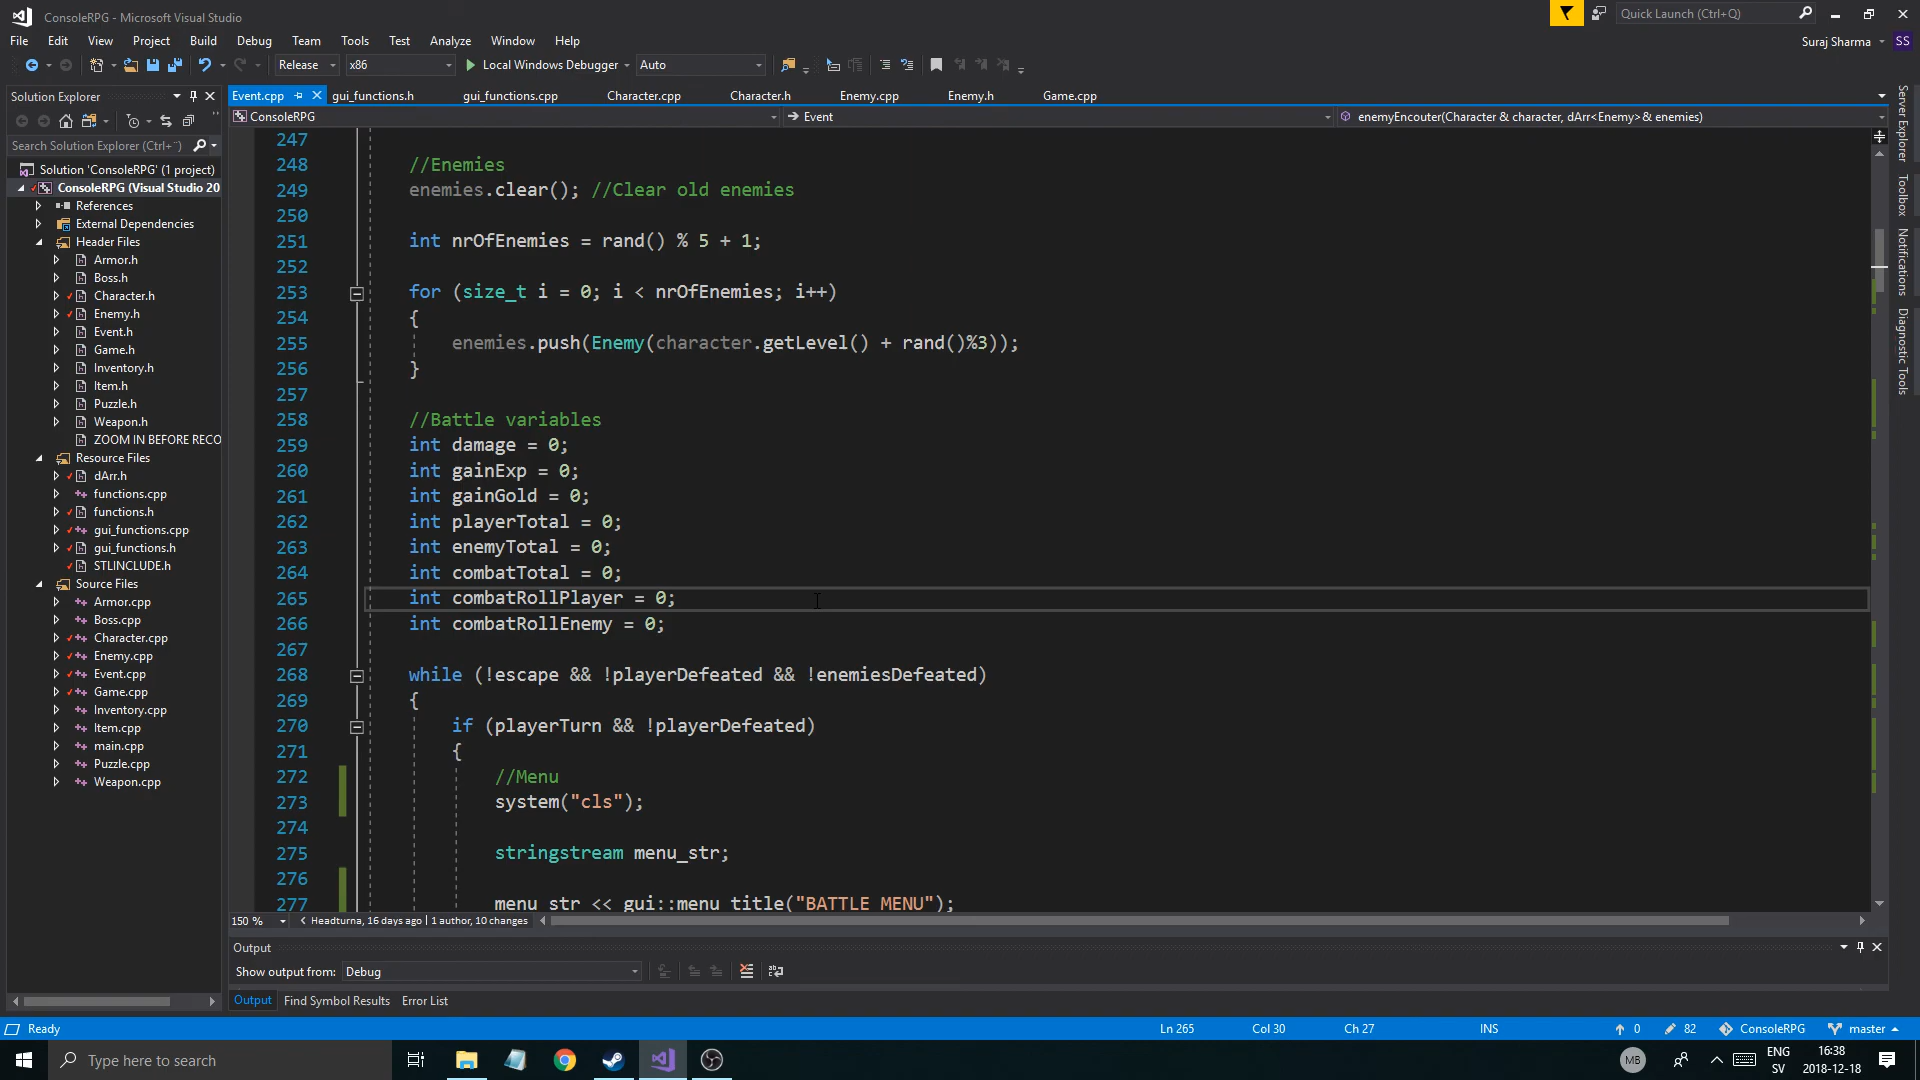 ConsoleRPG - Microsoft Visual Studio
Quick Launch (Ctrl+Q)
File Edit View Project Build Debug Team Tools Test Analyze Window Help
Suraj Sharma SS
Release x86 Local Windows Debugger Auto
Solution Explorer
Event.cpp gui_functions.h gui_functions.cpp Character.cpp Character.h Enemy.cpp Enemy.h Game.cpp
ConsoleRPG Event enemyEncouter(Character & character, dArr<Enemy>& enemies)
Search Solution Explorer (Ctrl+¨)
Solution 'ConsoleRPG' (1 project)
ConsoleRPG (Visual Studio 20
References
External Dependencies
Header Files
Armor.h
Boss.h
Character.h
Enemy.h
Event.h
Game.h
Inventory.h
Item.h
Puzzle.h
Weapon.h
ZOOM IN BEFORE RECO
Resource Files
dArr.h
functions.cpp
functions.h
gui_functions.cpp
gui_functions.h
STLINCLUDE.h
Source Files
Armor.cpp
Boss.cpp
Character.cpp
Enemy.cpp
Event.cpp
Game.cpp
Inventory.cpp
Item.cpp
main.cpp
Puzzle.cpp
Weapon.cpp
247
248 //Enemies
249 enemies.clear(); //Clear old enemies
250
251 int nrOfEnemies = rand() % 5 + 1;
252
253 for (size_t i = 0; i < nrOfEnemies; i++)
254 {
255 enemies.push(Enemy(character.getLevel() + rand()%3));
256 }
257
258 //Battle variables
259 int damage = 0;
260 int gainExp = 0;
261 int gainGold = 0;
262 int playerTotal = 0;
263 int enemyTotal = 0;
264 int combatTotal = 0;
265 int combatRollPlayer = 0;
266 int combatRollEnemy = 0;
267
268 while (!escape && !playerDefeated && !enemiesDefeated)
269 {
270 if (playerTurn && !playerDefeated)
271 {
272 //Menu
273 system("cls");
274
275 stringstream menu_str;
276
277 menu_str << gui::menu_title("BATTLE MENU");
Server Explorer
Toolbox
Notifications
Diagnostic Tools
150 % Headturna, 16 days ago | 1 author, 10 changes
Output
Show output from: Debug
Output Find Symbol Results Error List
Ready Ln 265 Col 30 Ch 27 INS 0 82 ConsoleRPG master
Type here to search
MB
ENG
SV
16:38
2018-12-18